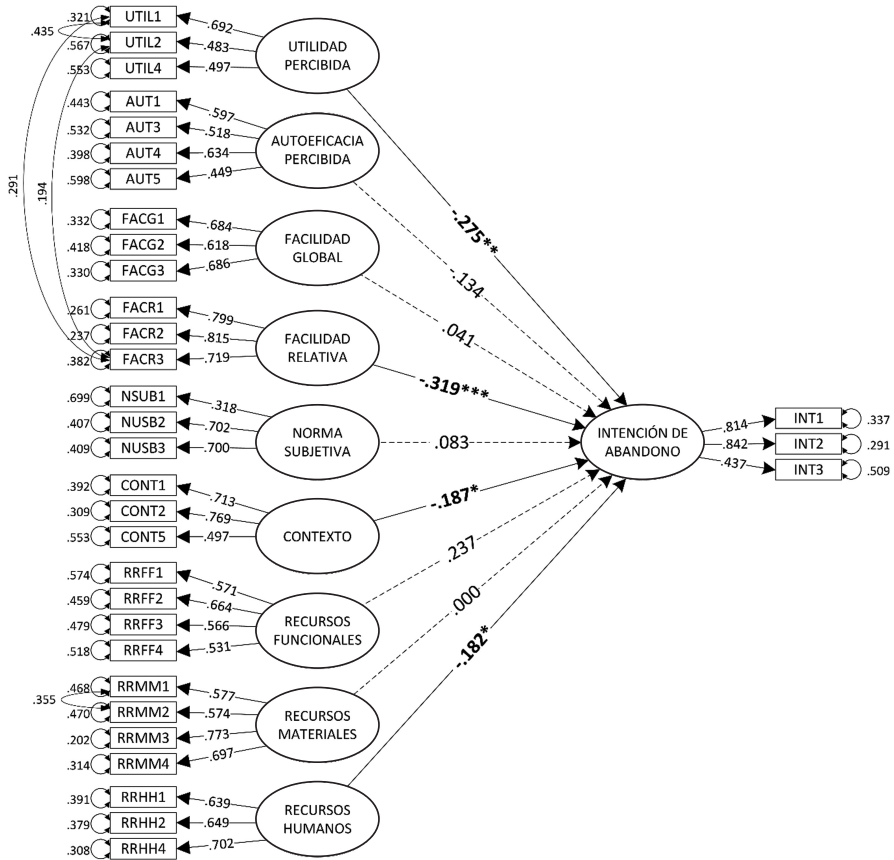 .321 UTIL1 .692
.435
.567 UTIL2 .483
.553 UTIL4 .497
UTILIDAD
PERCIBIDA
.443 AUT1 .597
.532 AUT3 .518
.398 AUT4 .634
.598 AUT5 .449
AUTOEFICACIA
PERCIBIDA
.291
.194
.332 FACG1 .684
.418 FACG2 .618
.330 FACG3 .686
FACILIDAD
GLOBAL
.261 FACR1 .799
.237 FACR2 .815
.382 FACR3 .719
FACILIDAD
RELATIVA
.699 NSUB1 .318
.407 NUSB2 .702
.409 NUSB3 .700
NORMA
SUBJETIVA
.392 CONT1 .713
.309 CONT2 .769
.553 CONT5 .497
CONTEXTO
.574 RRFF1 .571
.459 RRFF2 .664
.479 RRFF3 .566
.518 RRFF4 .531
RECURSOS
FUNCIONALES
.468 RRMM1 .577
.355
.470 RRMM2 .574
.202 RRMM3 .773
.314 RRMM4 .697
RECURSOS
MATERIALES
.391 RRHH1 .639
.379 RRHH2 .649
.308 RRHH4 .702
RECURSOS
HUMANOS
-.275**
.134
.041
-.319***
.083
-.187*
.237
.000
-.182*
INTENCIÓN DE
ABANDONO
.814 INT1 .337
.842 INT2 .291
.437 INT3 .509